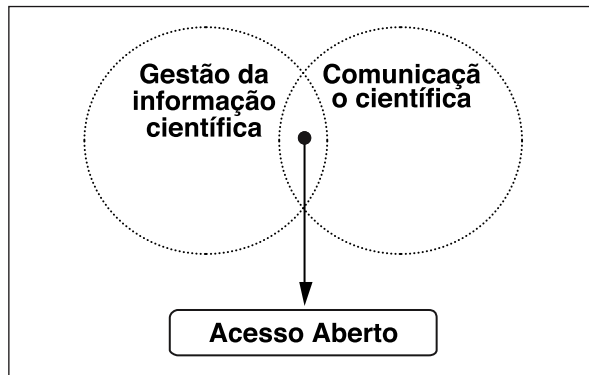 Gestão da
informação
científica
Comunicaçã
o científica
Acesso Aberto